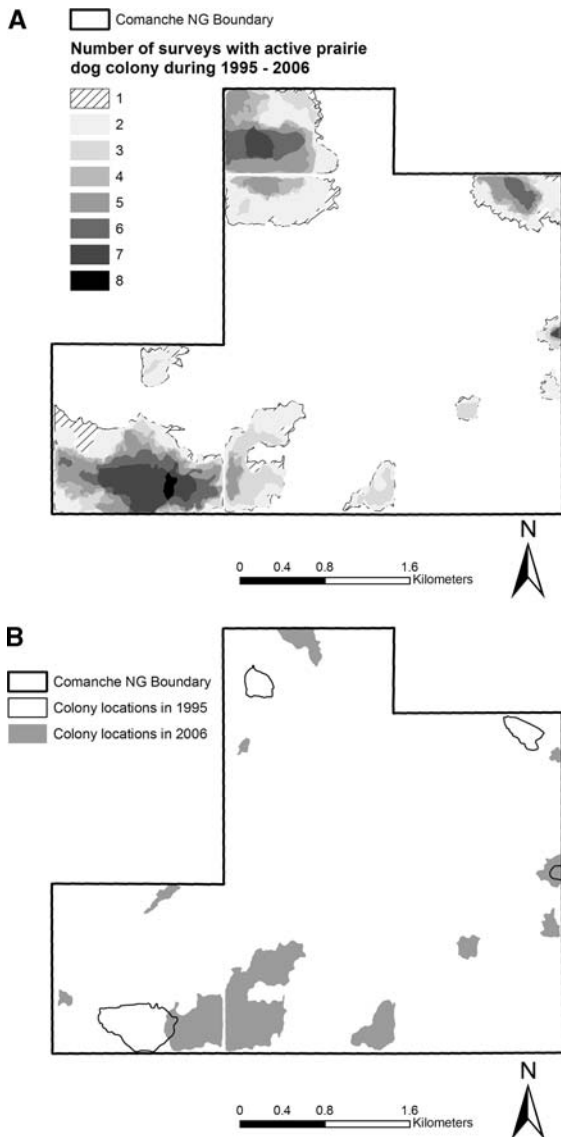 A
Comanche NG Boundary
Number of surveys with active prairie
dog colony during 1995 - 2006
1
2
3
4
5
6
7
8
N
0 0.4 0.8 1.6
Kilometers
B
Comanche NG Boundary
Colony locations in 1995
Colony locations in 2006
N
0 0.4 0.8 1.6
Kilometers